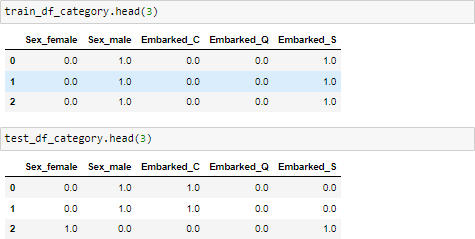 train_df_category.head(3)
Sex_female Sex_male Embarked_C Embarked_Q Embarked_S
0 0.0 1.0 0.0 0.0 1.0
1 0.0 1.0 0.0 0.0 1.0
2 0.0 1.0 0.0 0.0 1.0
test_df_category.head(3)
Sex_female Sex_male Embarked_C Embarked_Q Embarked_S
0 0.0 1.0 1.0 0.0 0.0
1 0.0 1.0 1.0 0.0 0.0
2 1.0 0.0 0.0 0.0 1.0